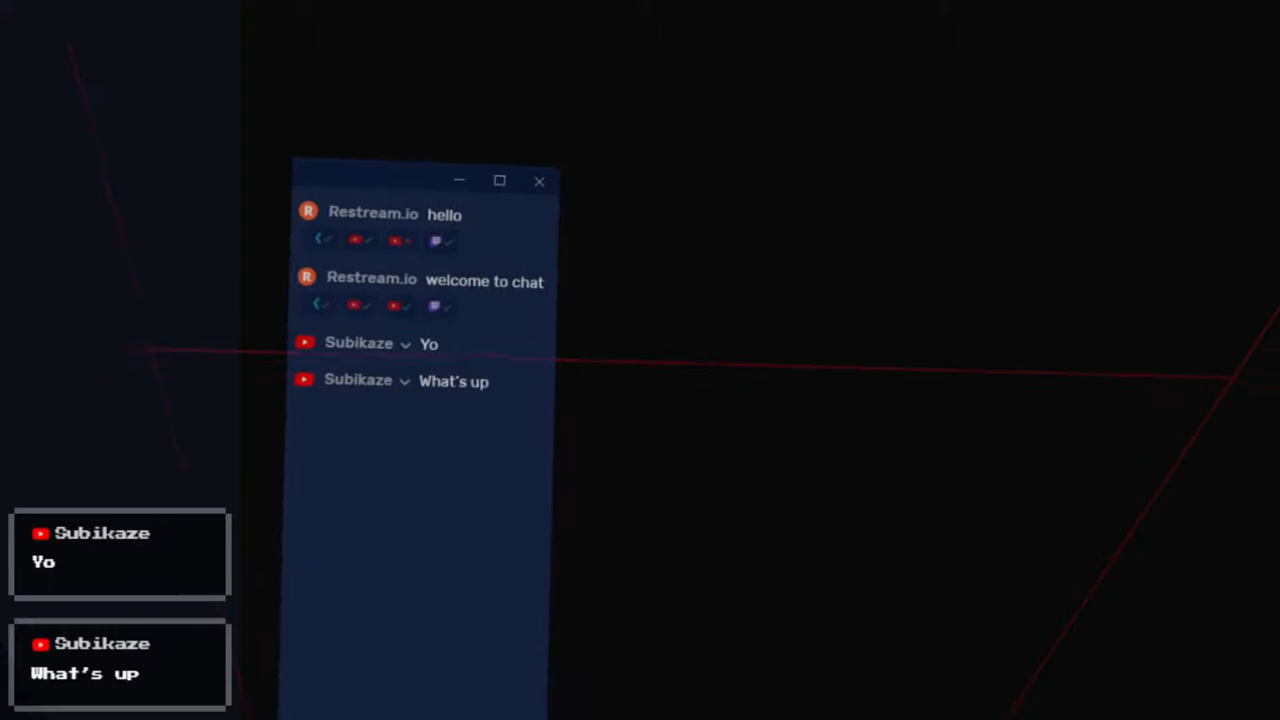 Restream.io hello
Restream.io welcome to chat
Subikaze Yo
Subikaze What's up
Subikaze
Yo
Subikaze
What's up